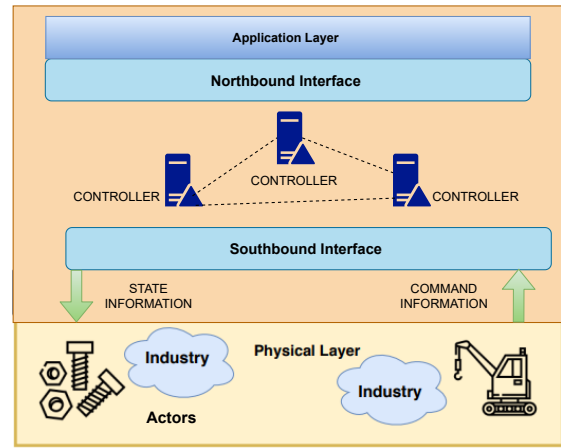 Application Layer
Northbound Interface
CONTROLLER
CONTROLLER
CONTROLLER
Southbound Interface
STATE
INFORMATION
COMMAND
INFORMATION
Industry
Physical Layer
Industry
Actors